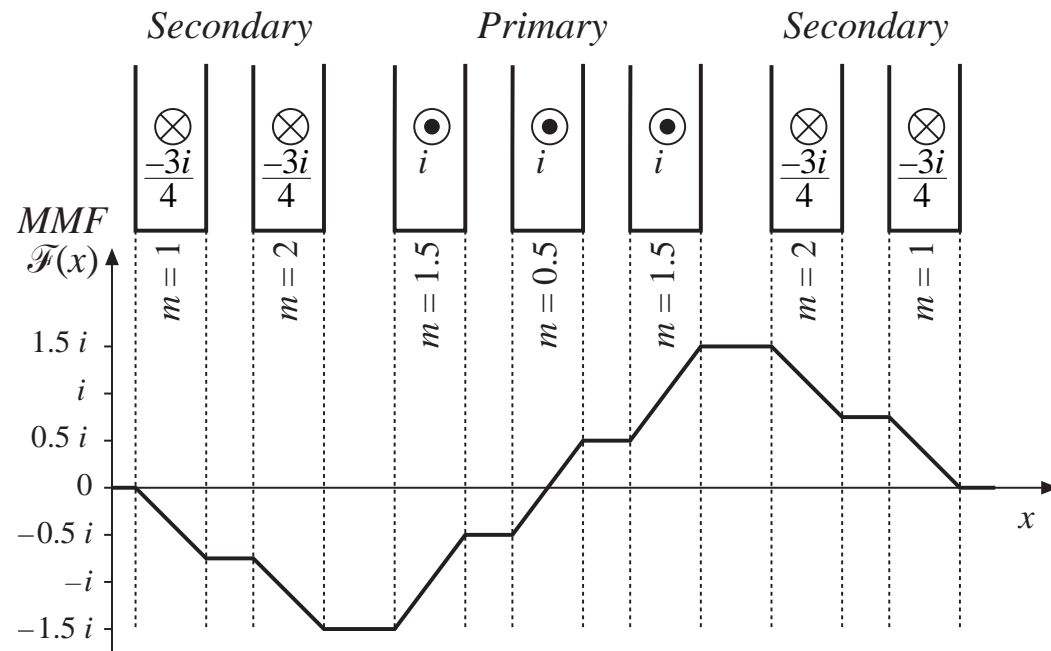 Secondary Primary Secondary
–3i/4 –3i/4 i i i –3i/4 –3i/4
MMF
ℱ(x)
m = 1 m = 2 m = 1.5 m = 0.5 m = 1.5 m = 2 m = 1
1.5 i
i
0.5 i
0
x
–0.5 i
–i
–1.5 i